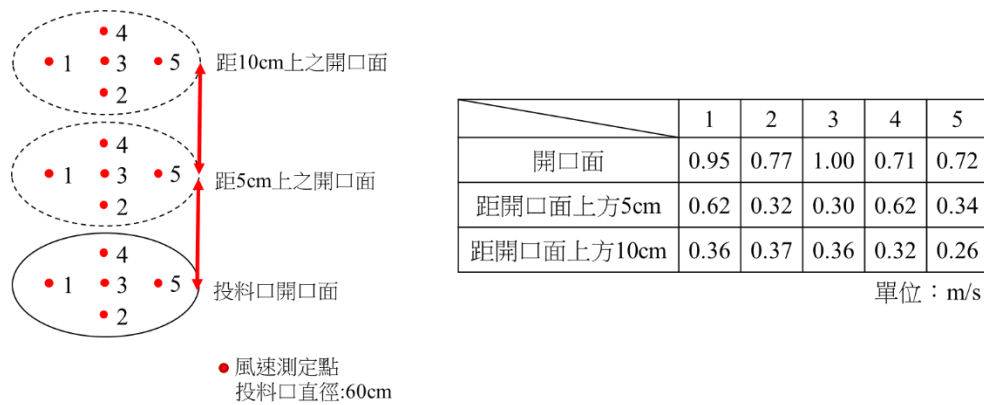 4
1 3 5
2
距10cm上之開口面
4
1 3 5
2
距5cm上之開口面
4
1 3 5
2
投料口開口面
風速測定點
投料口直徑:60cm
1 2 3 4 5
開口面 0.95 0.77 1.00 0.71 0.72
距開口面上方5cm 0.62 0.32 0.30 0.62 0.34
距開口面上方10cm 0.36 0.37 0.36 0.32 0.26
單位：m/s